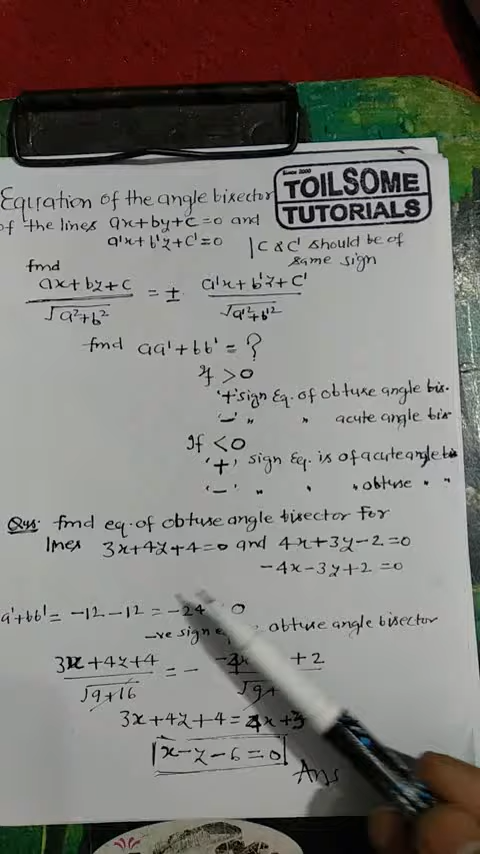 Since 2000
TOILSOME
TUTORIALS
Equation of the angle bisector
of the lines ax+by+c=0 and
a'x+b'y+c'=0 | C & C' should be of
same sign
find
ax+by+c / √a²+b² = ± a'x+b'y+c' / √a'²+b'²
find aa'+bb' = ?
If >0
'+' sign Eq. of obtuse angle bis.
'−' " " acute angle bis
If <0
'+' sign Eq. is of acute angle bis
'−' " " " obtuse " "
Qus: find eq. of obtuse angle bisector for
lines 3x+4y+4=0 and 4x+3y-2=0
-4x-3y+2=0
a'+bb' = -12-12 = -24 0
-ve sign obtuse angle bisector
3x+4y+4 / √9+16 = - +2 / √9+
3x+4y+4 = 4x+3
x-y-6=0
Ans